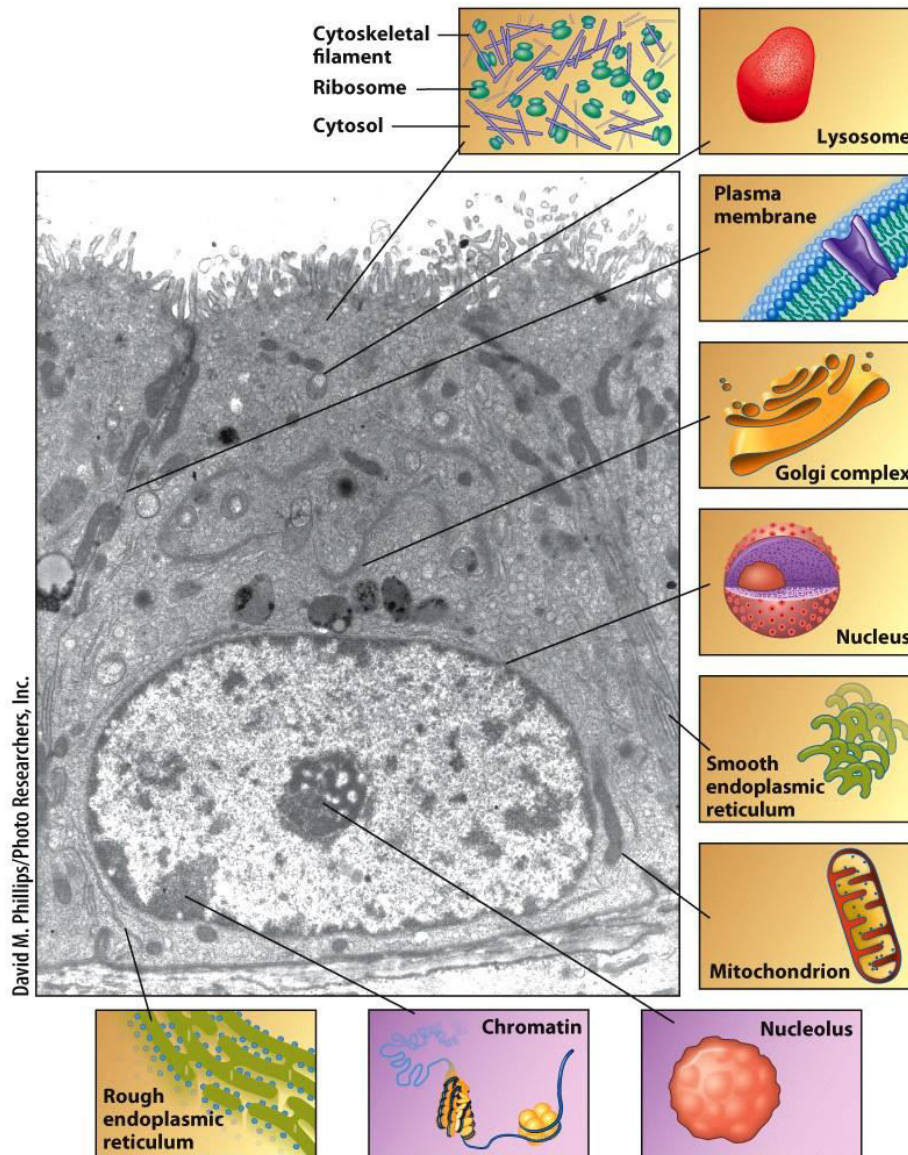 Cytoskeletal
filament
Ribosome
Cytosol
Lysosome
Plasma
membrane
Golgi complex
Nucleus
Smooth
endoplasmic
reticulum
Mitochondrion
David M. Phillips/Photo Researchers, Inc.
Rough
endoplasmic
reticulum
Chromatin
Nucleolus